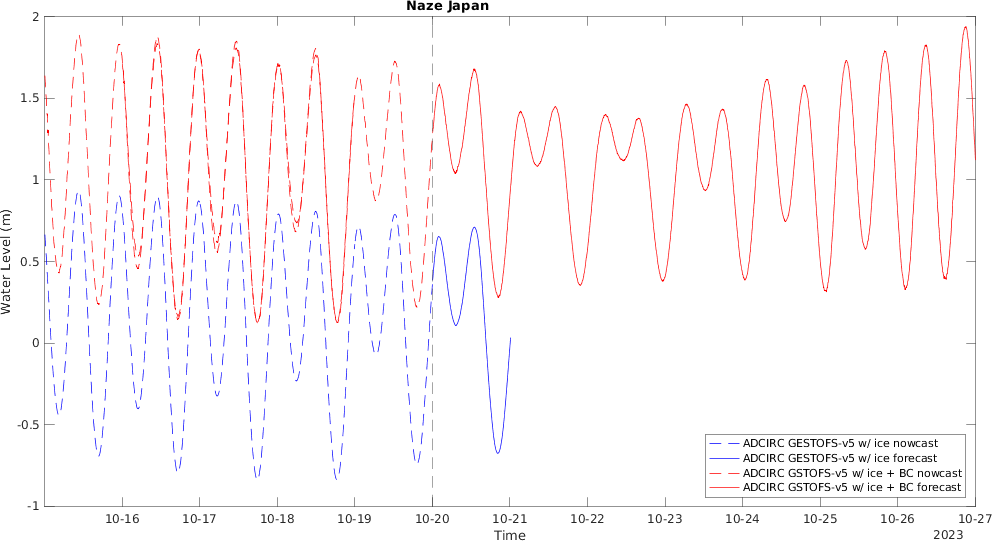 Naze Japan
2
1.5
1
0.5
0
-0.5
-1
Water Level (m)
ADCIRC GESTOFS-v5 w/ ice nowcast
ADCIRC GESTOFS-v5 w/ ice forecast
ADCIRC GSTOFS-v5 w/ ice + BC nowcast
ADCIRC GSTOFS-v5 w/ ice + BC forecast
10-16 10-17 10-18 10-19 10-20 10-21 10-22 10-23 10-24 10-25 10-26 10-27
Time
2023